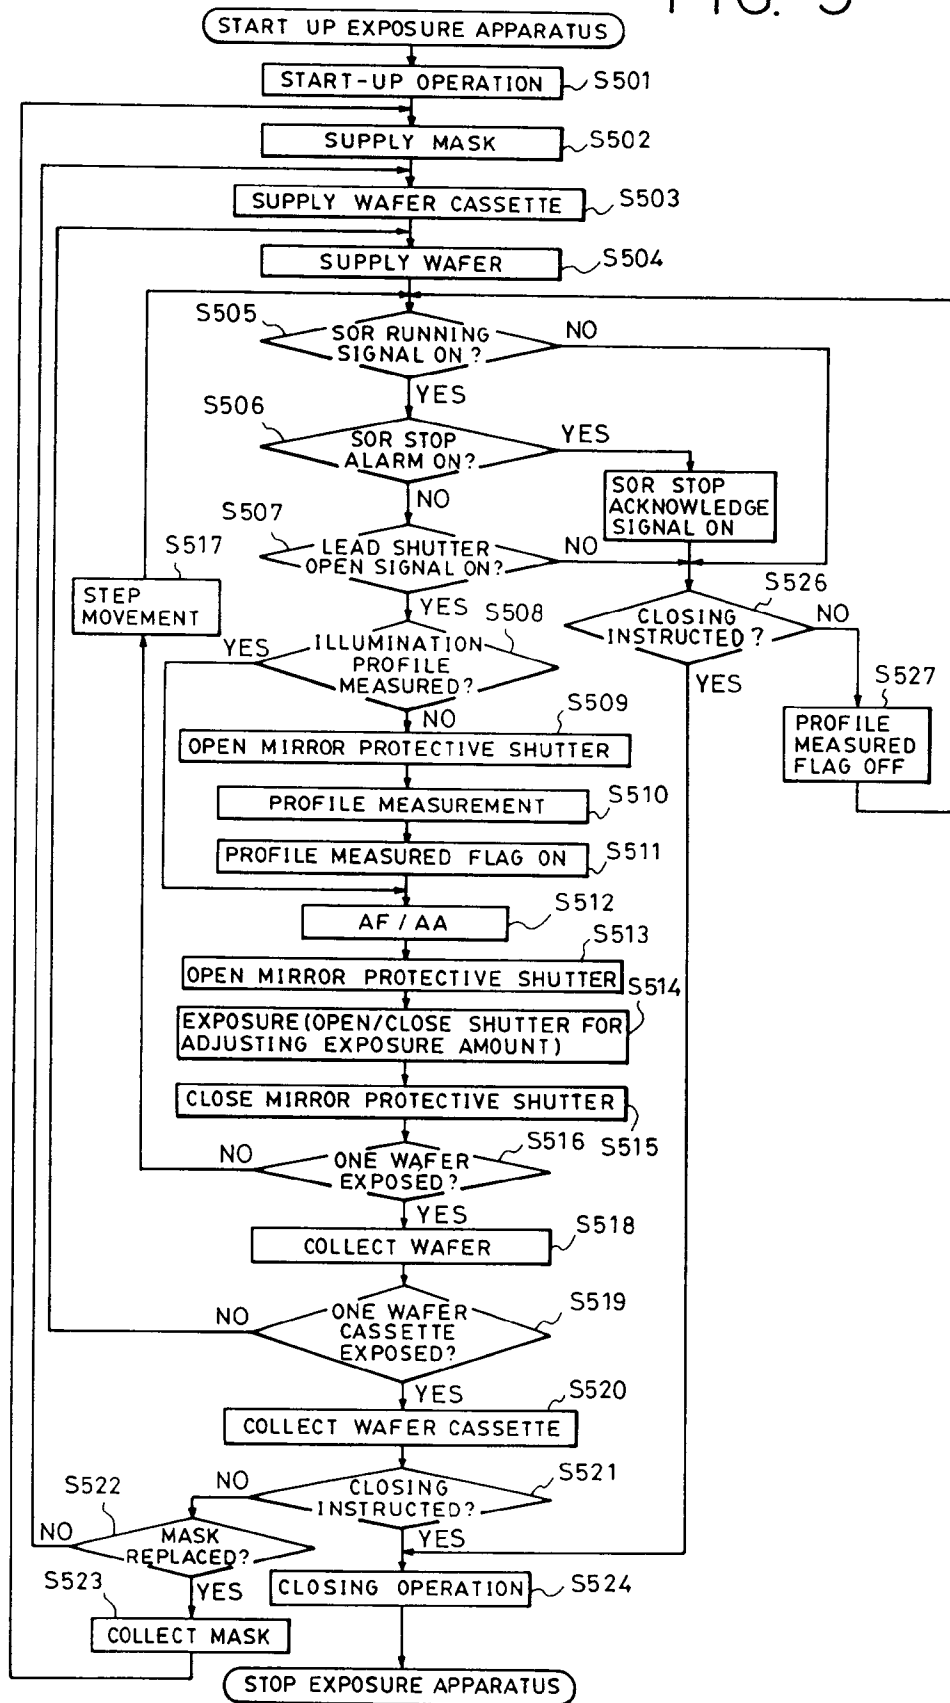 FIG. 5
START UP EXPOSURE APPARATUS
START-UP OPERATION
S501
SUPPLY MASK
S502
SUPPLY WAFER CASSETTE
S503
SUPPLY WAFER
S504
S505
SOR RUNNING
SIGNAL ON?
NO
YES
S506
SOR STOP
ALARM ON?
YES
NO
SOR STOP
ACKNOWLEDGE
SIGNAL ON
S507
LEAD SHUTTER
OPEN SIGNAL ON?
NO
YES
S517
STEP
MOVEMENT
S526
CLOSING
INSTRUCTED?
NO
YES
S508
ILLUMINATION
PROFILE
MEASURED?
YES
NO
S527
PROFILE
MEASURED
FLAG OFF
S509
OPEN MIRROR PROTECTIVE SHUTTER
PROFILE MEASUREMENT
S510
PROFILE MEASURED FLAG ON
S511
AF / AA
S512
S513
OPEN MIRROR PROTECTIVE SHUTTER
S514
EXPOSURE (OPEN/CLOSE SHUTTER FOR
ADJUSTING EXPOSURE AMOUNT)
CLOSE MIRROR PROTECTIVE SHUTTER
S515
S516
ONE WAFER
EXPOSED?
NO
YES
COLLECT WAFER
S518
ONE WAFER
CASSETTE
EXPOSED?
S519
NO
YES
S520
COLLECT WAFER CASSETTE
CLOSING
INSTRUCTED?
S521
NO
YES
S522
MASK
REPLACED?
NO
YES
S523
COLLECT MASK
CLOSING OPERATION
S524
STOP EXPOSURE APPARATUS